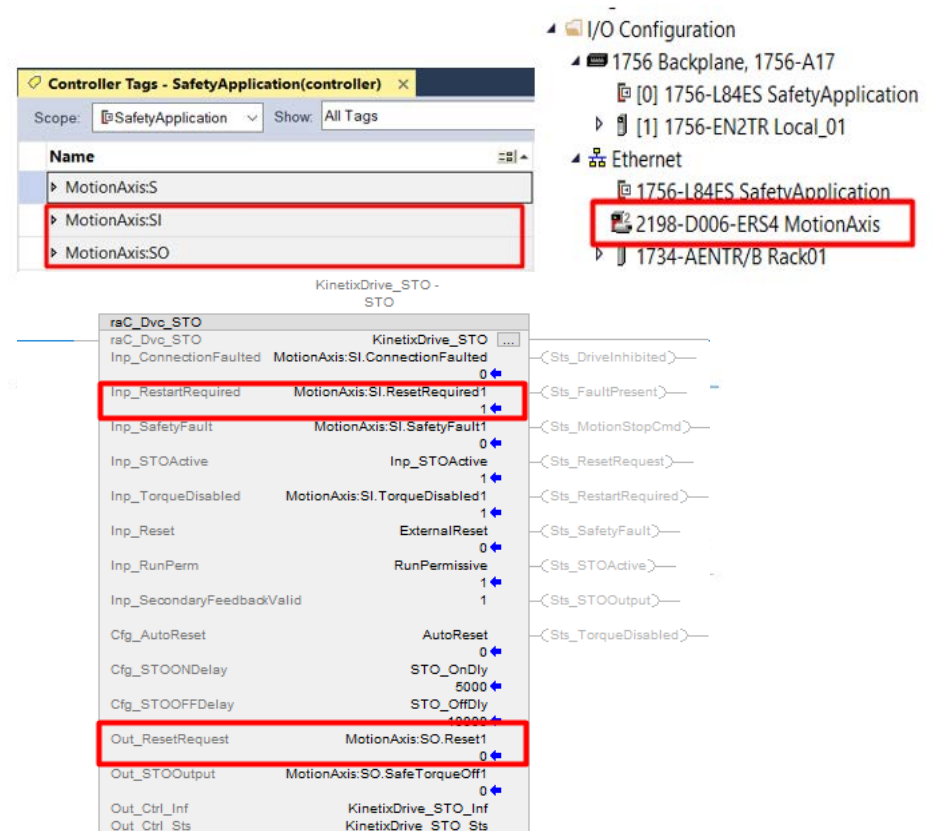 Controller Tags - SafetyApplication(controller) ×
Scope: SafetyApplication Show: All Tags
Name
MotionAxis:S
MotionAxis:SI
MotionAxis:SO
I/O Configuration
1756 Backplane, 1756-A17
[0] 1756-L84ES SafetyApplication
[1] 1756-EN2TR Local_01
Ethernet
1756-L84ES SafetyApplication
2198-D006-ERS4 MotionAxis
1734-AENTR/B Rack01
KinetixDrive_STO -
STO
raC_Dvc_STO
raC_Dvc_STO KinetixDrive_STO ...
Inp_ConnectionFaulted MotionAxis:SI.ConnectionFaulted (Sts_DriveInhibited)
0
Inp_RestartRequired MotionAxis:SI.ResetRequired1 (Sts_FaultPresent)
1
Inp_SafetyFault MotionAxis:SI.SafetyFault1 (Sts_MotionStopCmd)
0
Inp_STOActive Inp_STOActive (Sts_ResetRequest)
1
Inp_TorqueDisabled MotionAxis:SI.TorqueDisabled1 (Sts_RestartRequired)
1
Inp_Reset ExternalReset (Sts_SafetyFault)
0
Inp_RunPerm RunPermissive (Sts_STOActive)
1
Inp_SecondaryFeedbackValid 1 (Sts_STOOutput)
Cfg_AutoReset AutoReset (Sts_TorqueDisabled)
0
Cfg_STOONDelay STO_OnDly
5000
Cfg_STOOFFDelay STO_OffDly
10000
Out_ResetRequest MotionAxis:SO.Reset1
0
Out_STOOutput MotionAxis:SO.SafeTorqueOff1
0
Out_Ctrl_Inf KinetixDrive_STO_Inf
Out_Ctrl_Sts KinetixDrive_STO_Sts